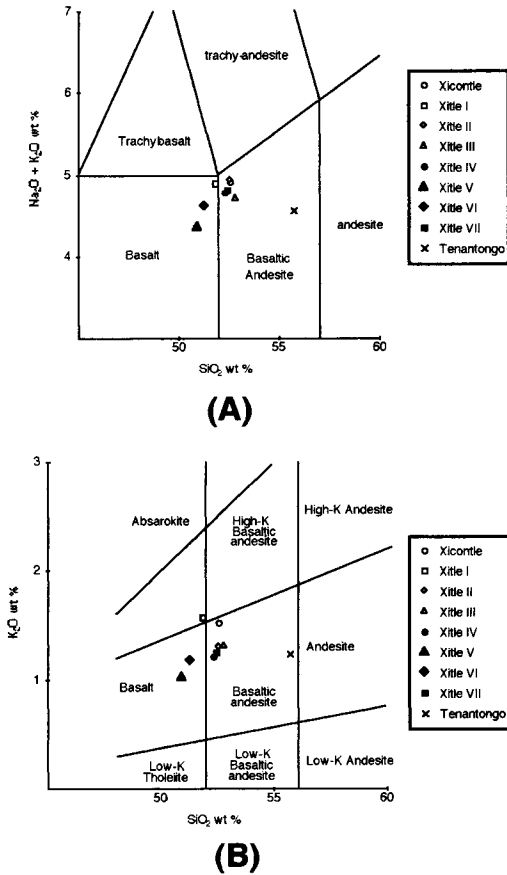 7
6
5
4
Na₂O + K₂O wt %
trachy-andesite
Trachybasalt
Basalt
Basaltic
Andesite
andesite
50
55
60
SiO₂ wt %
Xicontle
Xitle I
Xitle II
Xitle III
Xitle IV
Xitle V
Xitle VI
Xitle VII
Tenantongo
(A)
3
2
1
K₂O wt %
Absarokite
High-K
Basaltic
andesite
High-K Andesite
Basalt
Basaltic
andesite
Andesite
Low-K
Tholeiite
Low-K
Basaltic
andesite
Low-K Andesite
50
55
60
SiO₂ wt %
Xicontle
Xitle I
Xitle Ii
Xitle III
Xitle IV
Xitle V
Xitle VI
Xitle VII
Tenantongo
(B)